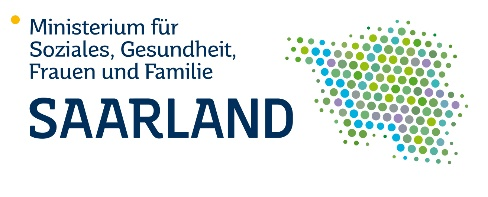 Ministerium für
Soziales, Gesundheit,
Frauen und Familie
SAARLAND